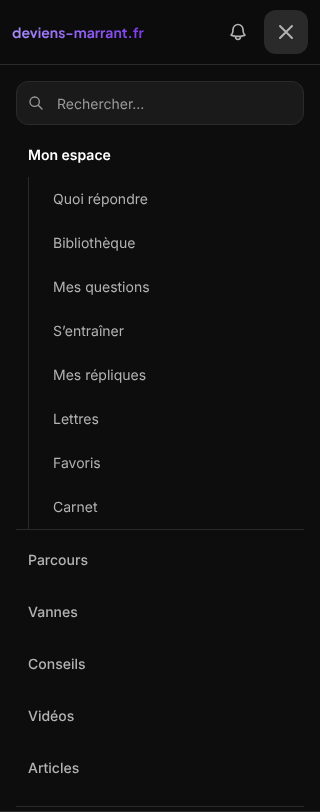 deviens-marrant.fr
Rechercher...
Mon espace
Quoi répondre
Bibliothèque
Mes questions
S’entraîner
Mes répliques
Lettres
Favoris
Carnet
Parcours
Vannes
Conseils
Vidéos
Articles